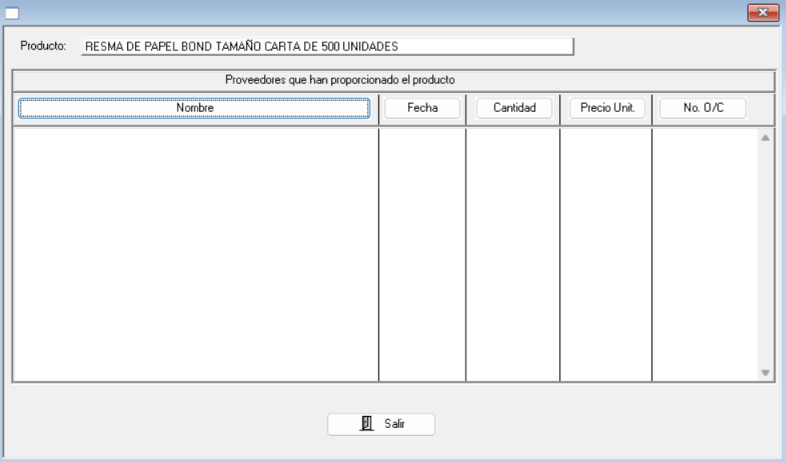 Producto: RESMA DE PAPEL BOND TAMAÑO CARTA DE 500 UNIDADES
Proveedores que han proporcionado el producto
Nombre Fecha Cantidad Precio Unit. No. O/C
Salir